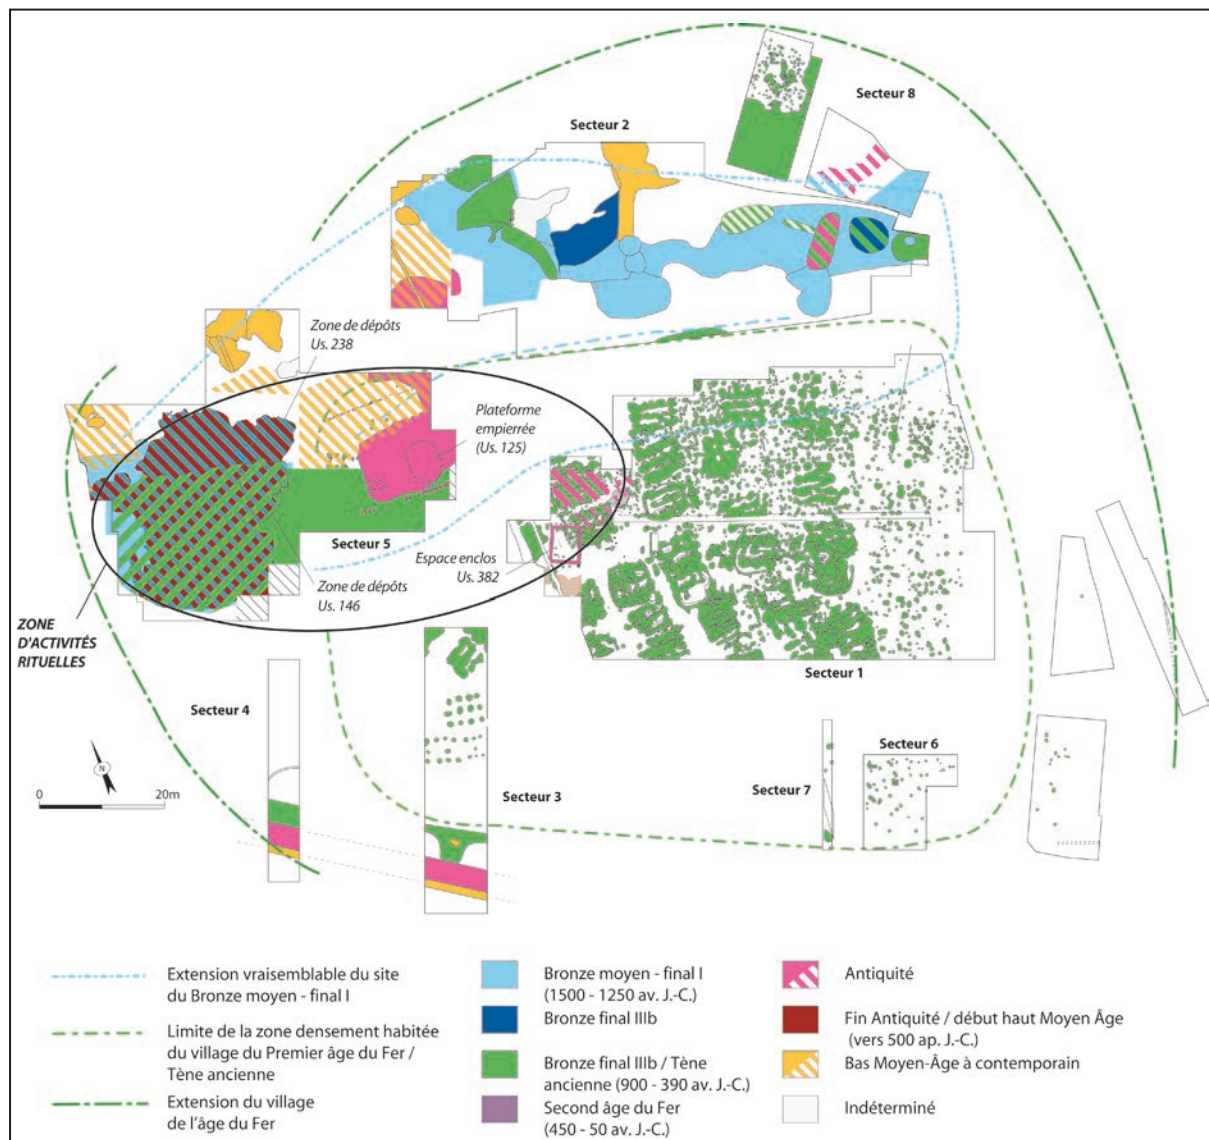 Secteur 8
Secteur 2
Zone de dépôts
Us. 238
Plateforme
empierrée
(Us. 125)
Secteur 5
Espace enclos
Us. 382
Zone de dépôts
Us. 146
ZONE
D'ACTIVITÉS
RITUELLES
Secteur 1
Secteur 4
Secteur 6
Secteur 7
Secteur 3
N
0 20m
Extension vraisemblable du site
du Bronze moyen - final I
Limite de la zone densement habitée
du village du Premier âge du Fer /
Tène ancienne
Extension du village
de l'âge du Fer
Bronze moyen - final I
(1500 - 1250 av. J.-C.)
Bronze final IIIb
Bronze final IIIb / Tène
ancienne (900 - 390 av. J.-C.)
Second âge du Fer
(450 - 50 av. J.-C.)
Antiquité
Fin Antiquité / début haut Moyen Âge
(vers 500 ap. J.-C.)
Bas Moyen-Âge à contemporain
Indéterminé